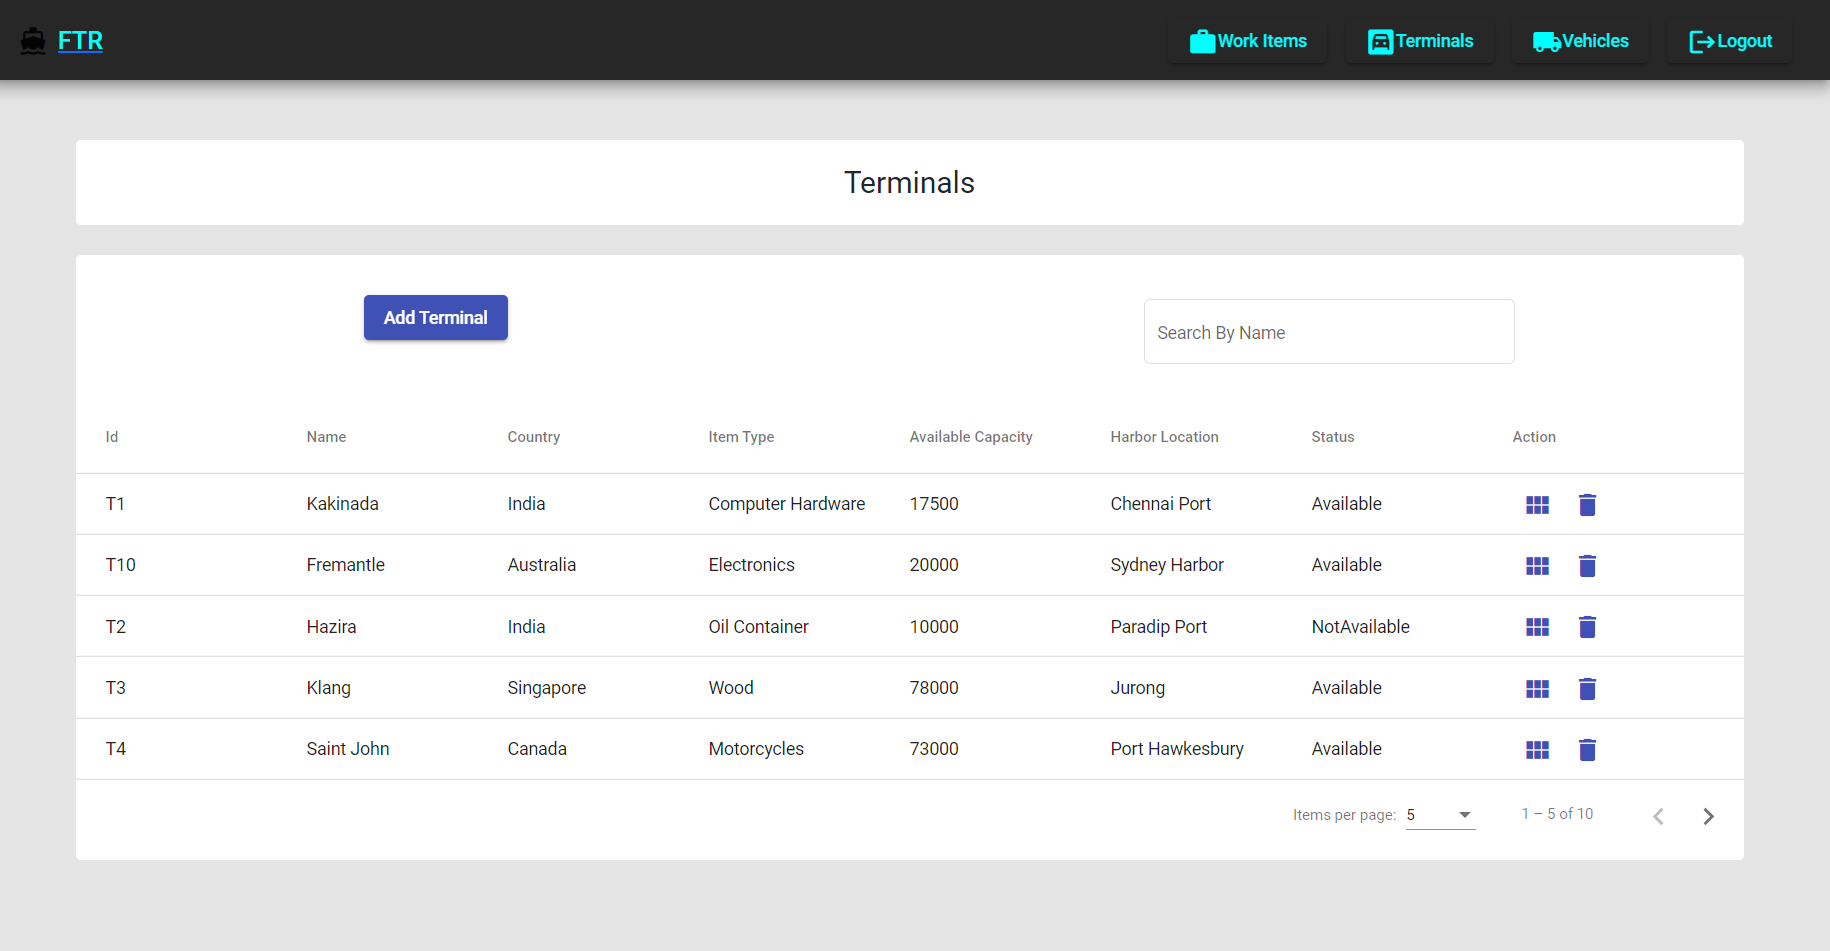 FTR Work Items Terminals Vehicles Logout
Terminals
Add Terminal
Search By Name
Id Name Country Item Type Available Capacity Harbor Location Status Action
T1 Kakinada India Computer Hardware 17500 Chennai Port Available
T10 Fremantle Australia Electronics 20000 Sydney Harbor Available
T2 Hazira India Oil Container 10000 Paradip Port NotAvailable
T3 Klang Singapore Wood 78000 Jurong Available
T4 Saint John Canada Motorcycles 73000 Port Hawkesbury Available
Items per page: 5 1 – 5 of 10